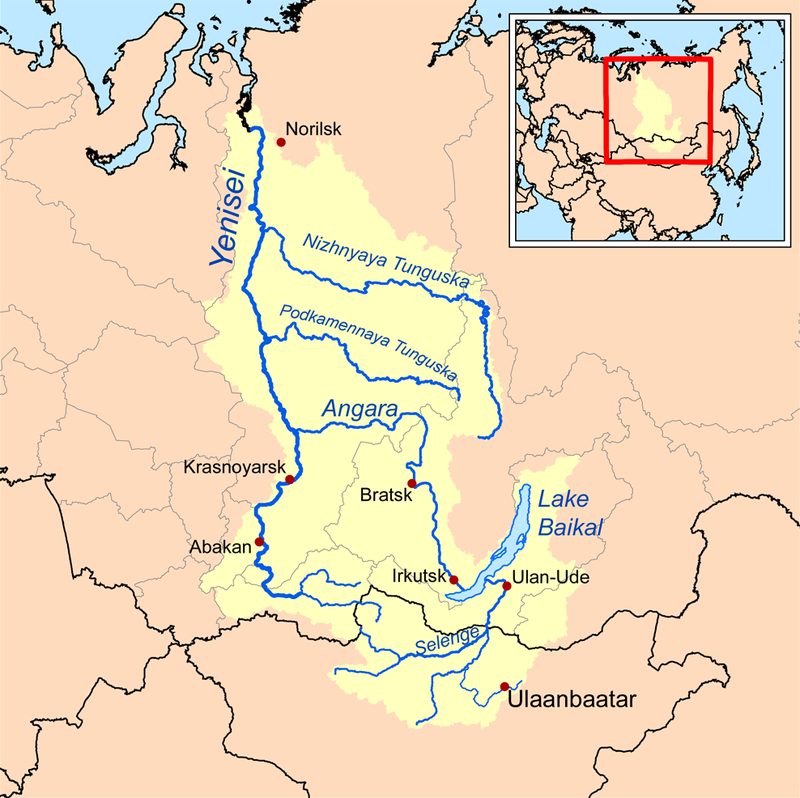 Norilsk
Yenisei
Nizhnyaya Tunguska
Podkamennaya Tunguska
Angara
Krasnoyarsk
Bratsk
Lake
Baikal
Abakan
Irkutsk
Ulan-Ude
Selenge
Ulaanbaatar